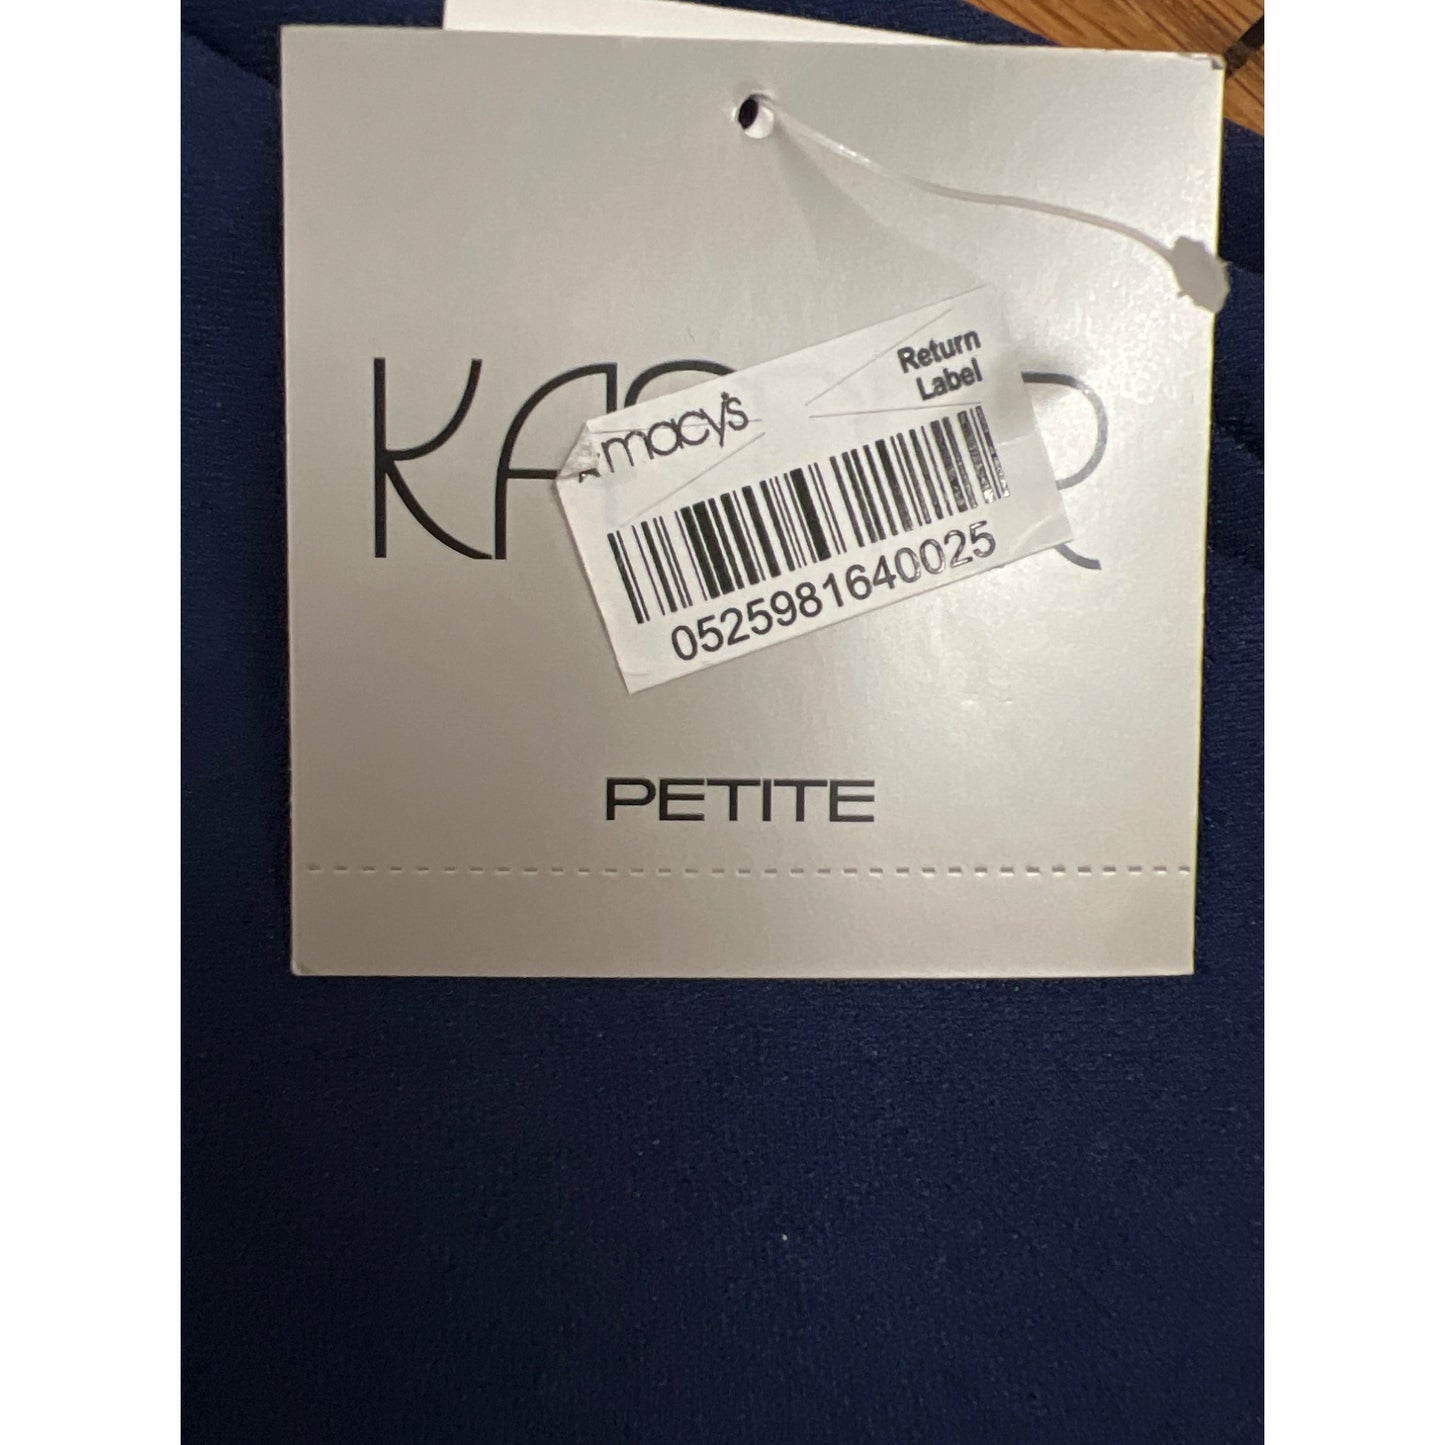 macy's
Return
Label
0525981640025
PETITE